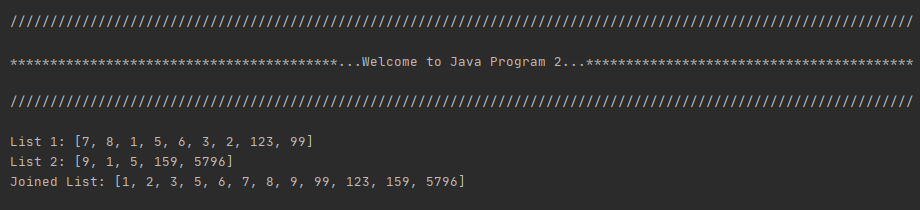 /////////////////////////////////////////////////////////////////////////////////////////////////////////////////
*****************************************...Welcome to Java Program 2...*****************************************
/////////////////////////////////////////////////////////////////////////////////////////////////////////////////
List 1: [7, 8, 1, 5, 6, 3, 2, 123, 99]
List 2: [9, 1, 5, 159, 5796]
Joined List: [1, 2, 3, 5, 6, 7, 8, 9, 99, 123, 159, 5796]